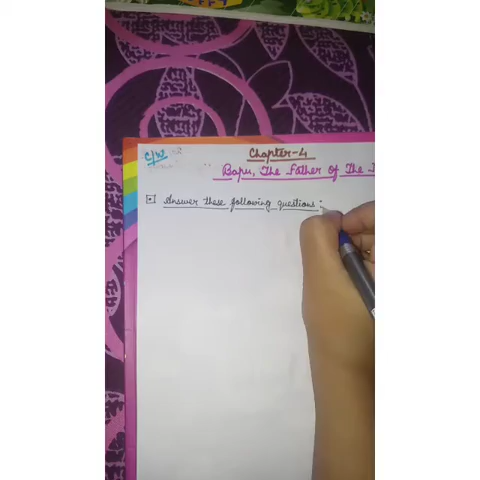 C/W
Chapter-4
Bapu, The Father Of The
Answer these following questions :